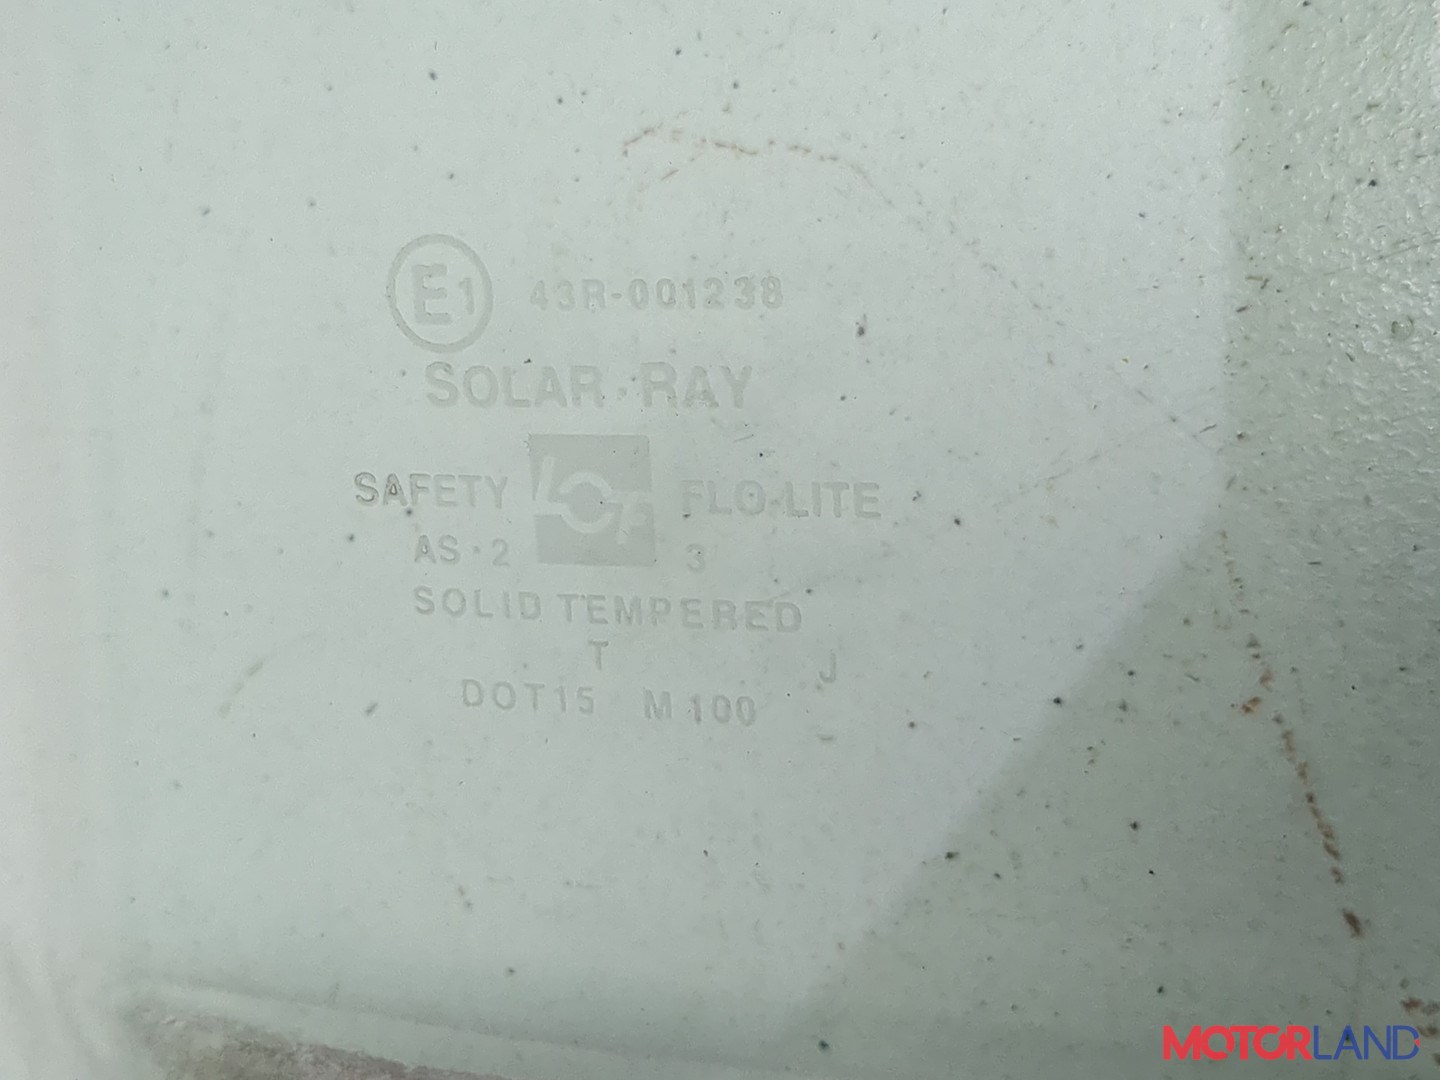 E1 43R-001238
SOLAR·RAY
SAFETY LOF FLO·LITE
AS·2 3
SOLID TEMPERED
T J
DOT15 M100
MOTORLAND